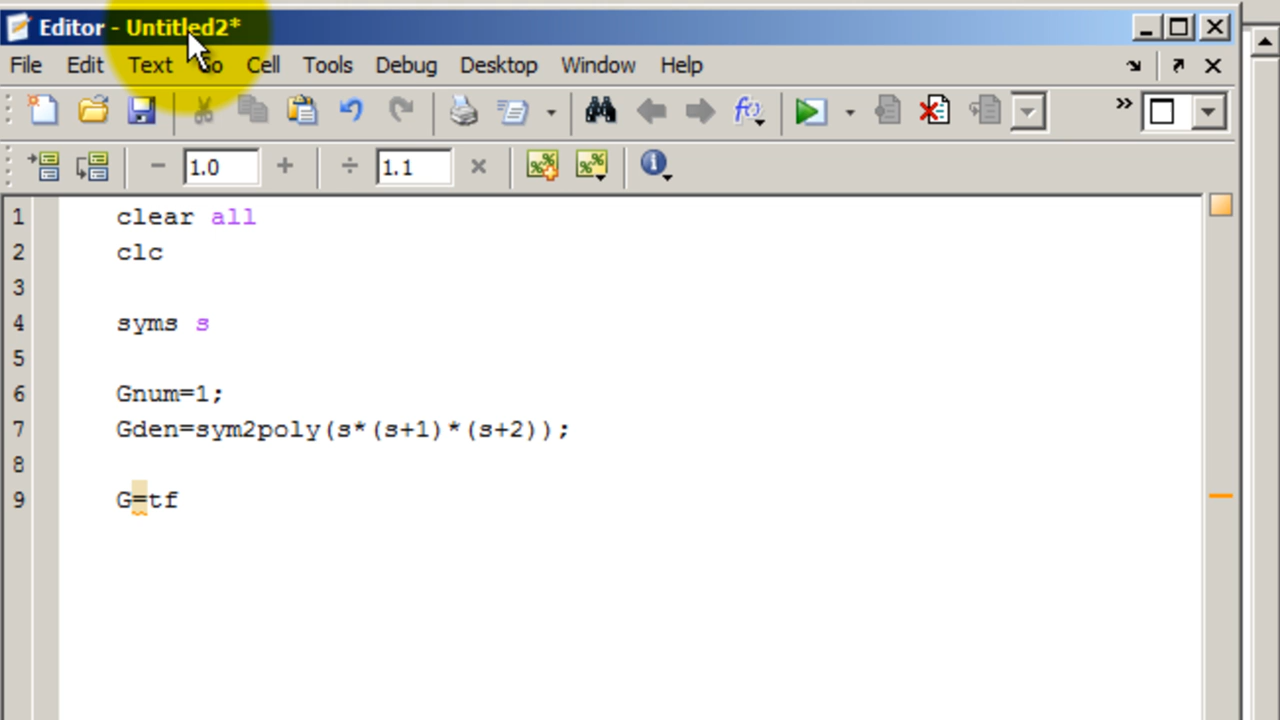 Editor - Untitled2*
File Edit Text Go Cell Tools Debug Desktop Window Help
1.0 1.1
1 clear all
2 clc
3
4 syms s
5
6 Gnum=1;
7 Gden=sym2poly(s*(s+1)*(s+2));
8
9 G=tf